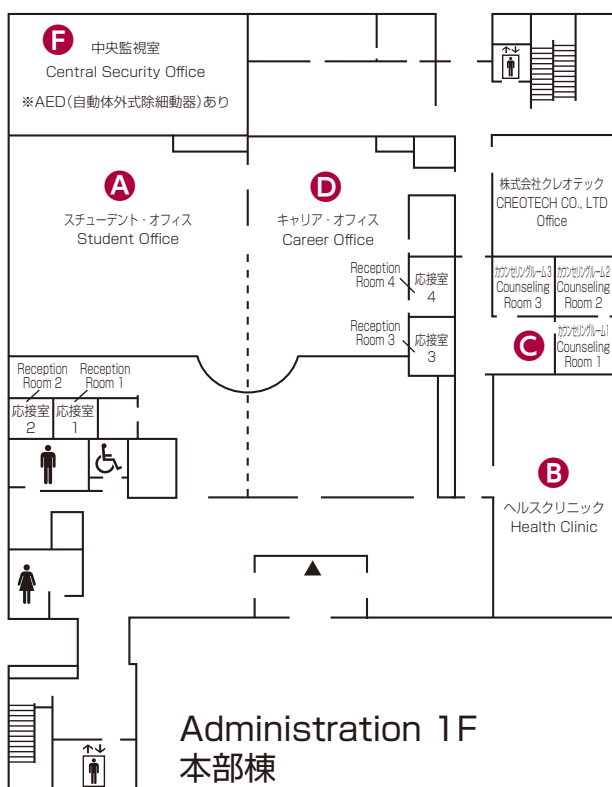 F
中央監視室
Central Security Office
※AED(自動体外式除細動器)あり
A
スチューデント・オフィス
Student Office
D
キャリア・オフィス
Career Office
株式会社クレオテック
CREOTECH CO., LTD
Office
Reception
Room 4
応接室
4
カウンセリングルーム3
Counseling
Room 3
カウンセリングルーム2
Counseling
Room 2
Reception
Room 3
応接室
3
C
カウンセリングルーム1
Counseling
Room 1
Reception
Room 2
Reception
Room 1
応接室
2
応接室
1
B
ヘルスクリニック
Health Clinic
Administration 1F
本部棟